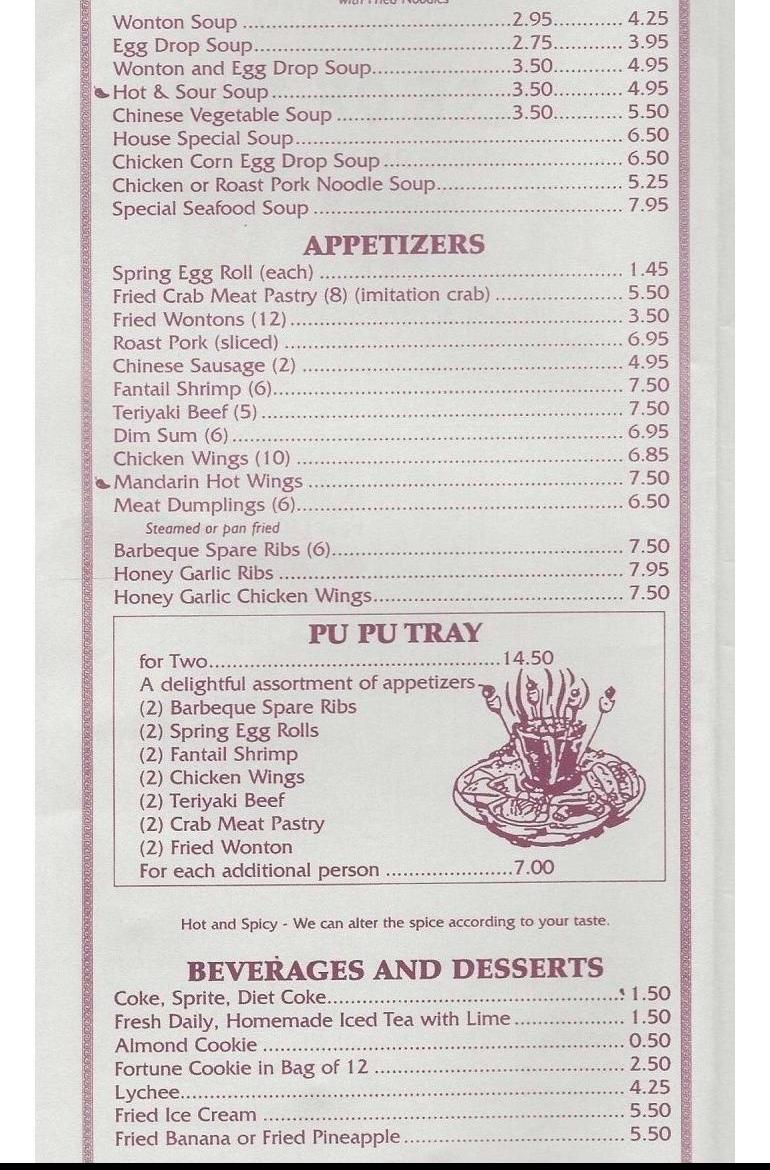 with Fried Noodles
Wonton Soup ........2.95........ 4.25
Egg Drop Soup........2.75........ 3.95
Wonton and Egg Drop Soup........3.50........ 4.95
Hot & Sour Soup........3.50........ 4.95
Chinese Vegetable Soup ........3.50........ 5.50
House Special Soup........ 6.50
Chicken Corn Egg Drop Soup ........ 6.50
Chicken or Roast Pork Noodle Soup........ 5.25
Special Seafood Soup ........ 7.95
APPETIZERS
Spring Egg Roll (each) ........ 1.45
Fried Crab Meat Pastry (8) (imitation crab) ........ 5.50
Fried Wontons (12)........ 3.50
Roast Pork (sliced) ........ 6.95
Chinese Sausage (2) ........ 4.95
Fantail Shrimp (6)........ 7.50
Teriyaki Beef (5)........ 7.50
Dim Sum (6)........ 6.95
Chicken Wings (10) ........ 6.85
Mandarin Hot Wings ........ 7.50
Meat Dumplings (6)........ 6.50
Steamed or pan fried
Barbeque Spare Ribs (6)........ 7.50
Honey Garlic Ribs ........ 7.95
Honey Garlic Chicken Wings........ 7.50
PU PU TRAY
for Two........14.50
A delightful assortment of appetizers
(2) Barbeque Spare Ribs
(2) Spring Egg Rolls
(2) Fantail Shrimp
(2) Chicken Wings
(2) Teriyaki Beef
(2) Crab Meat Pastry
(2) Fried Wonton
For each additional person ........7.00
Hot and Spicy - We can alter the spice according to your taste.
BEVERAGES AND DESSERTS
Coke, Sprite, Diet Coke........ 1.50
Fresh Daily, Homemade Iced Tea with Lime ........ 1.50
Almond Cookie ........ 0.50
Fortune Cookie in Bag of 12 ........ 2.50
Lychee........ 4.25
Fried Ice Cream ........ 5.50
Fried Banana or Fried Pineapple........ 5.50